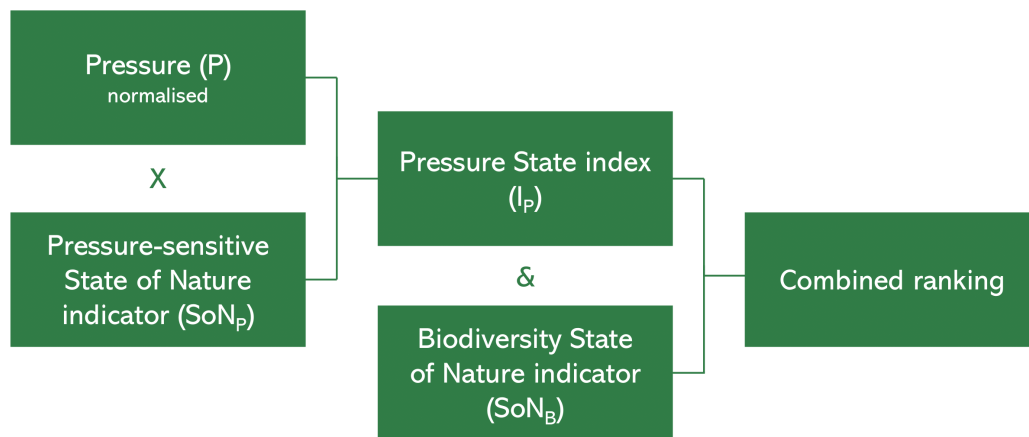 Pressure (P)
normalised
X
Pressure-sensitive
State of Nature
indicator (SoNP)
Pressure State index
(IP)
&
Biodiversity State
of Nature indicator
(SoNB)
Combined ranking